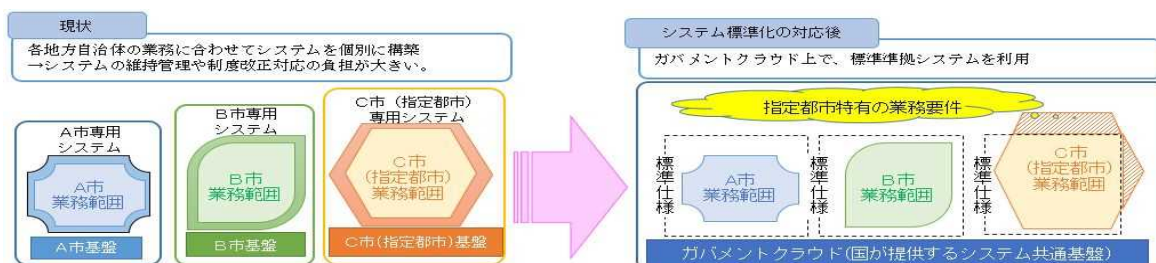 現状
各地方自治体の業務に合わせてシステムを個別に構築
→システムの維持管理や制度改正対応の負担が大きい。
A市専用
システム
A市
業務範囲
A市基盤
B市専用
システム
B市
業務範囲
B市基盤
C市(指定都市)
専用システム
C市
(指定都市)
業務範囲
C市(指定都市)基盤
システム標準化の対応後
ガバメントクラウド上で、標準準拠システムを利用
指定都市特有の業務要件
標準仕様
A市
業務範囲
標準仕様
B市
業務範囲
標準仕様
C市
(指定都市)
業務範囲
ガバメントクラウド(国が提供するシステム共通基盤)